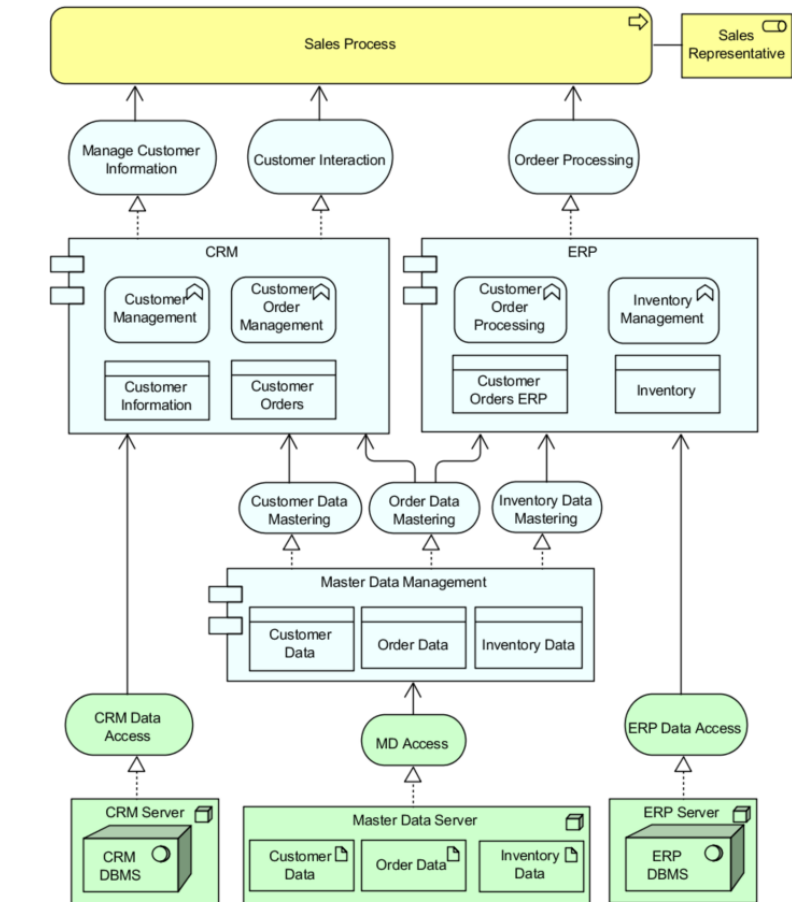 Sales Process
Sales
Representative
Manage Customer
Information
Customer Interaction
Ordeer Processing
CRM
ERP
Customer
Management
Customer
Order
Management
Customer
Order
Processing
Inventory
Management
Customer
Information
Customer
Orders
Customer
Orders ERP
Inventory
Customer Data
Mastering
Order Data
Mastering
Inventory Data
Mastering
Master Data Management
Customer
Data
Order Data
Inventory Data
CRM Data
Access
MD Access
ERP Data Access
CRM Server
Master Data Server
ERP Server
CRM
DBMS
Customer
Data
Order Data
Inventory
Data
ERP
DBMS